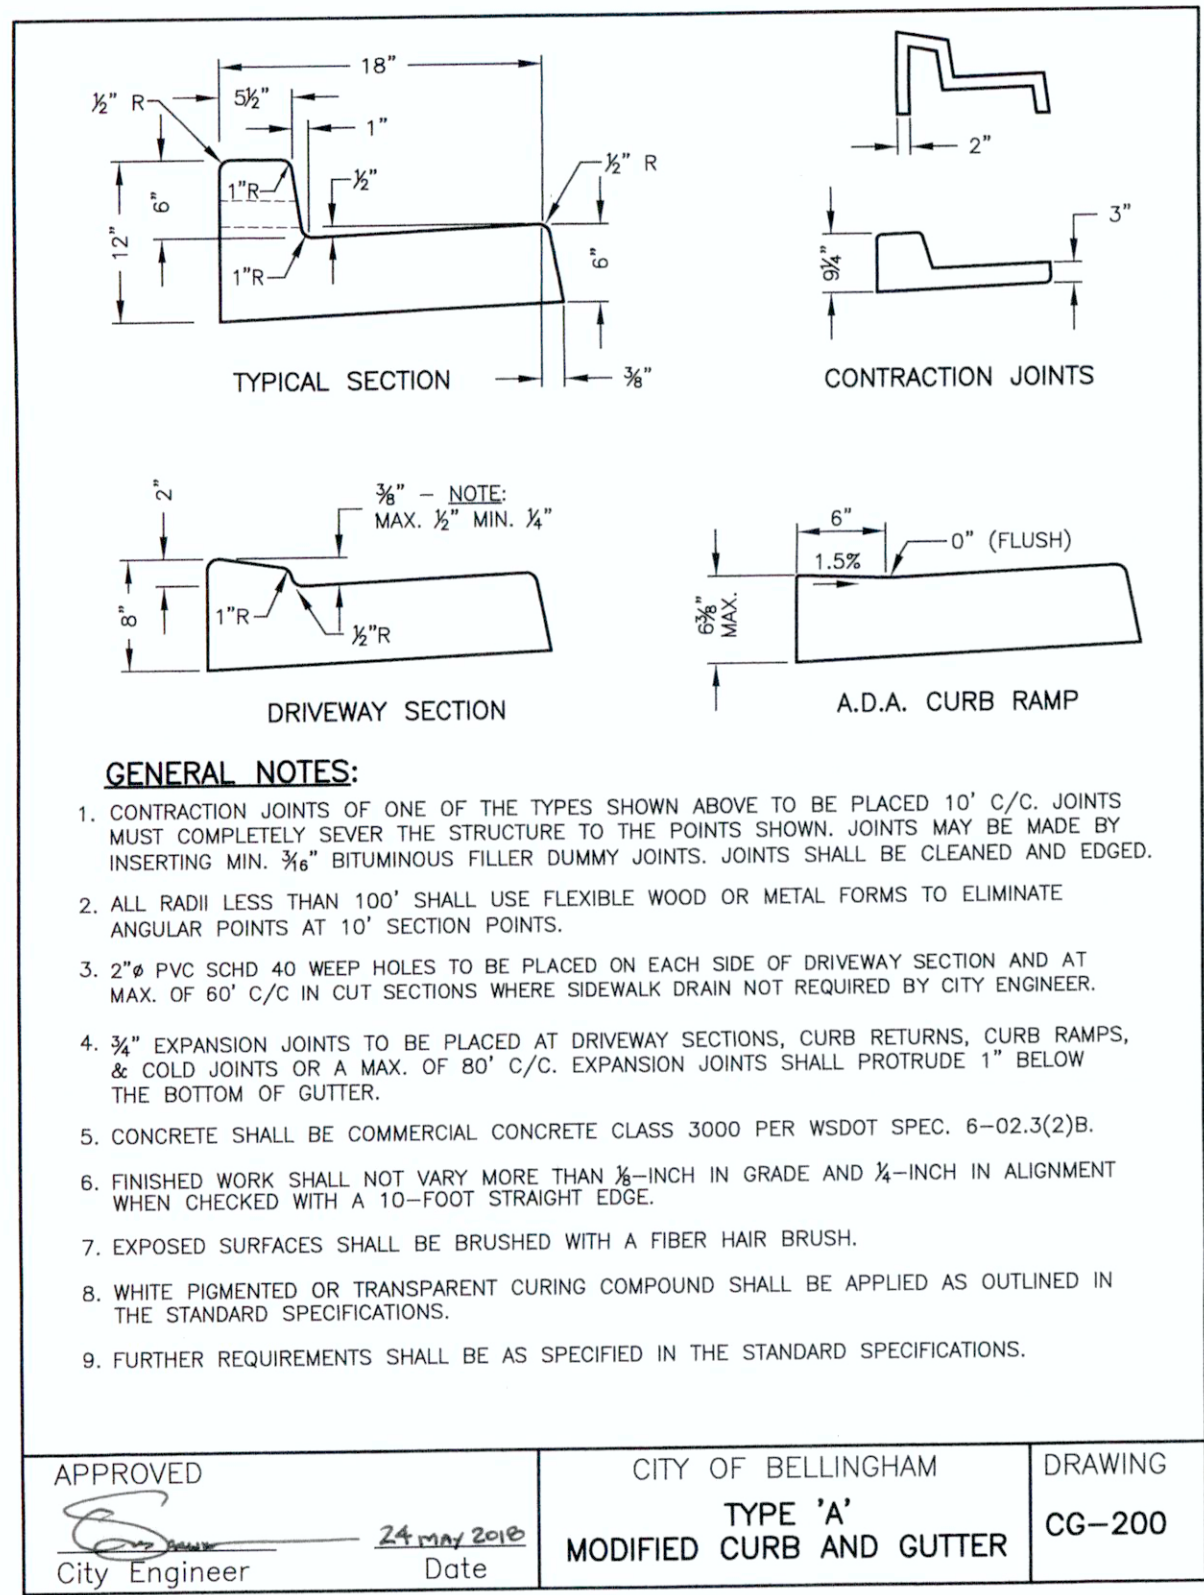 18"
½" R
5½"
1"
1"R
½"
½" R
6"
12"
1"R
6"
TYPICAL SECTION
⅜"
2"
3"
9¼"
CONTRACTION JOINTS
2"
⅜" – NOTE:
MAX. ½" MIN. ¼"
8"
1"R
½"R
DRIVEWAY SECTION
6"
0" (FLUSH)
1.5%
6⅜"
MAX.
A.D.A. CURB RAMP
GENERAL NOTES:
1. CONTRACTION JOINTS OF ONE OF THE TYPES SHOWN ABOVE TO BE PLACED 10' C/C. JOINTS
MUST COMPLETELY SEVER THE STRUCTURE TO THE POINTS SHOWN. JOINTS MAY BE MADE BY
INSERTING MIN. 3/16" BITUMINOUS FILLER DUMMY JOINTS. JOINTS SHALL BE CLEANED AND EDGED.
2. ALL RADII LESS THAN 100' SHALL USE FLEXIBLE WOOD OR METAL FORMS TO ELIMINATE
ANGULAR POINTS AT 10' SECTION POINTS.
3. 2"ø PVC SCHD 40 WEEP HOLES TO BE PLACED ON EACH SIDE OF DRIVEWAY SECTION AND AT
MAX. OF 60' C/C IN CUT SECTIONS WHERE SIDEWALK DRAIN NOT REQUIRED BY CITY ENGINEER.
4. ¾" EXPANSION JOINTS TO BE PLACED AT DRIVEWAY SECTIONS, CURB RETURNS, CURB RAMPS,
& COLD JOINTS OR A MAX. OF 80' C/C. EXPANSION JOINTS SHALL PROTRUDE 1" BELOW
THE BOTTOM OF GUTTER.
5. CONCRETE SHALL BE COMMERCIAL CONCRETE CLASS 3000 PER WSDOT SPEC. 6–02.3(2)B.
6. FINISHED WORK SHALL NOT VARY MORE THAN ⅛–INCH IN GRADE AND ¼–INCH IN ALIGNMENT
WHEN CHECKED WITH A 10–FOOT STRAIGHT EDGE.
7. EXPOSED SURFACES SHALL BE BRUSHED WITH A FIBER HAIR BRUSH.
8. WHITE PIGMENTED OR TRANSPARENT CURING COMPOUND SHALL BE APPLIED AS OUTLINED IN
THE STANDARD SPECIFICATIONS.
9. FURTHER REQUIREMENTS SHALL BE AS SPECIFIED IN THE STANDARD SPECIFICATIONS.
APPROVED
24 MAY 2018
City Engineer
Date
CITY OF BELLINGHAM
TYPE 'A'
MODIFIED CURB AND GUTTER
DRAWING
CG–200